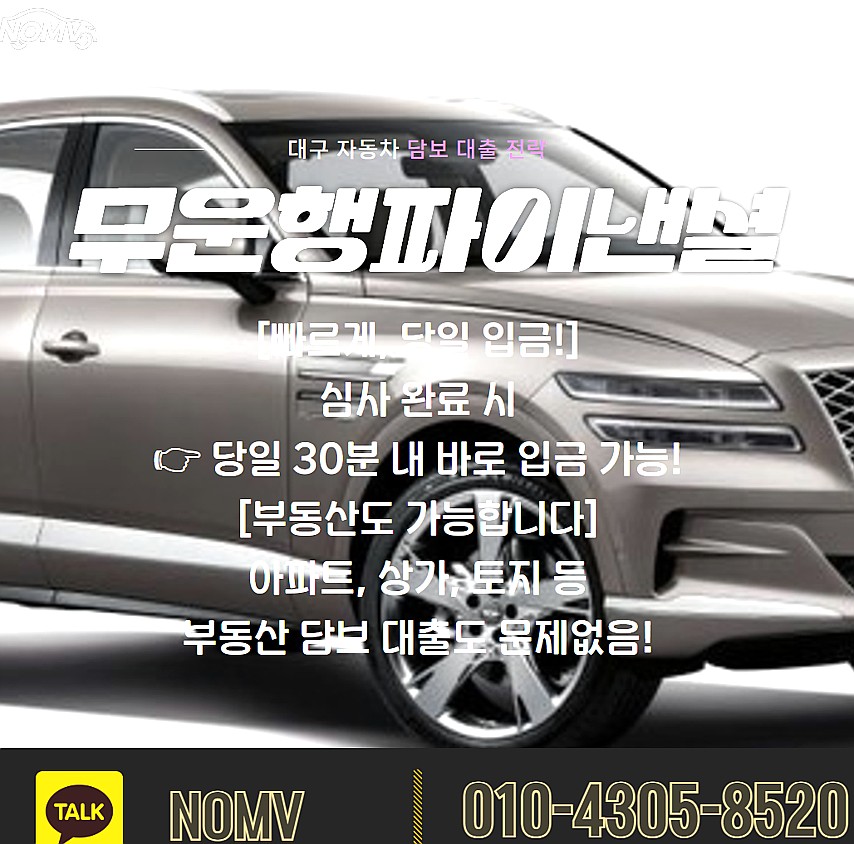 NOMV
대구 자동차 담보 대출 전략
무운행파이낸셜
[빠르게, 당일 입금!]
심사 완료 시
👉 당일 30분 내 바로 입금 가능!
[부동산도 가능합니다]
아파트, 상가, 토지 등
부동산 담보 대출도 문제없음!
TALK
NOMV
010-4305-8520